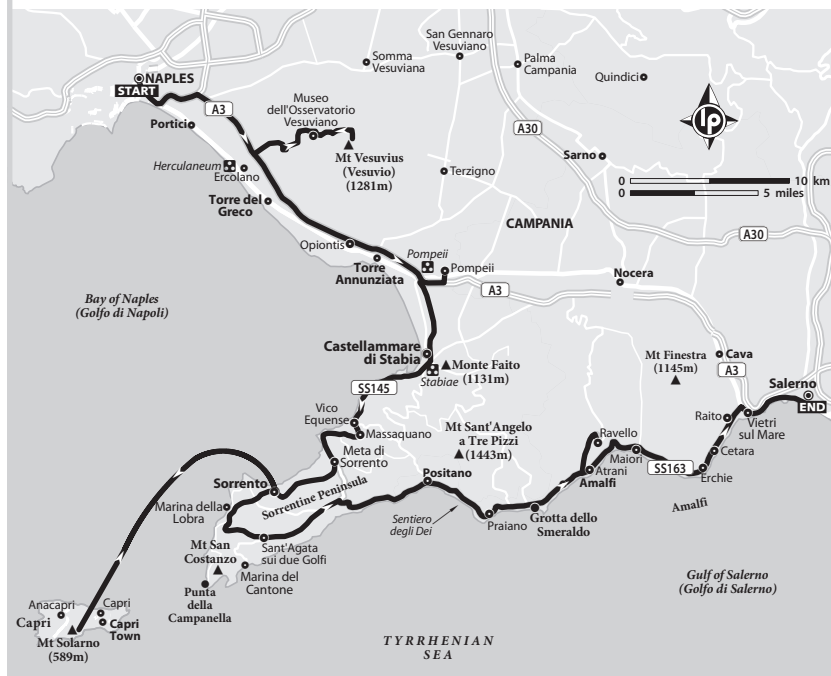 San Gennaro
Vesuviano
Somma
Vesuviana
Palma
Campania
Quindici
NAPLES
START
A3
Museo
dell'Osservatorio
Vesuviano
lp
A30
Portici
Mt Vesuvius
(Vesuvio)
(1281m)
Sarno
0 10 km
0 5 miles
Herculaneum
Ercolano
Terzigno
Torre del
Greco
CAMPANIA
A30
Opiontis
Pompeii
Pompeii
Torre
Annunziata
Nocera
A3
Bay of Naples
(Golfo di Napoli)
Castellammare
di Stabia
Monte Faito
(1131m)
Stabiae
Mt Finestra
(1145m)
Cava
A3
SS145
Salerno
END
Vico
Equense
Massaquano
Mt Sant'Angelo
a Tre Pizzi
(1443m)
Raito
Vietri
sul Mare
Ravello
Meta di
Sorrento
Maiori
Cetara
Sorrento
Positano
Atrani
Amalfi
SS163
Erchie
Sorrentine Peninsula
Marina della
Lobra
Amalfi
Sentiero
degli Dei
Praiano
Grotta dello
Smeraldo
Mt San
Costanzo
Sant'Agata
sui due Golfi
Marina del
Cantone
Punta
della
Campanella
Gulf of Salerno
(Golfo di Salerno)
Anacapri
Capri
Capri
Capri
Town
Mt Solarno
(589m)
TYRRHENIAN
SEA